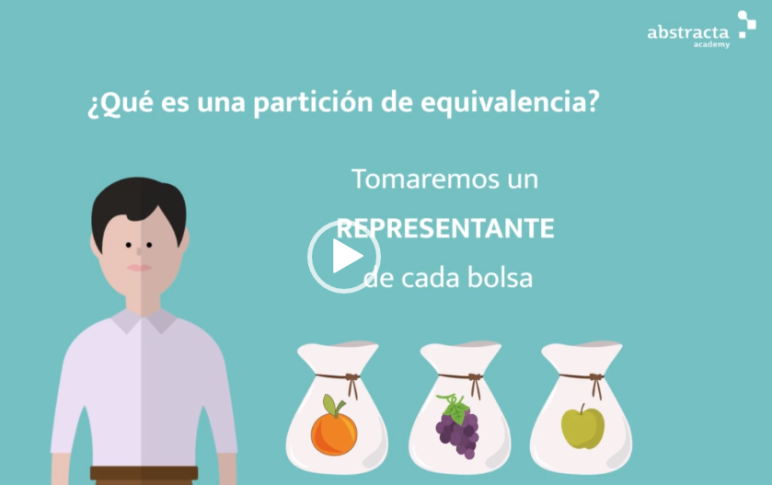 abstracta
academy
¿Qué es una partición de equivalencia?
Tomaremos un
REPRESENTANTE
de cada bolsa